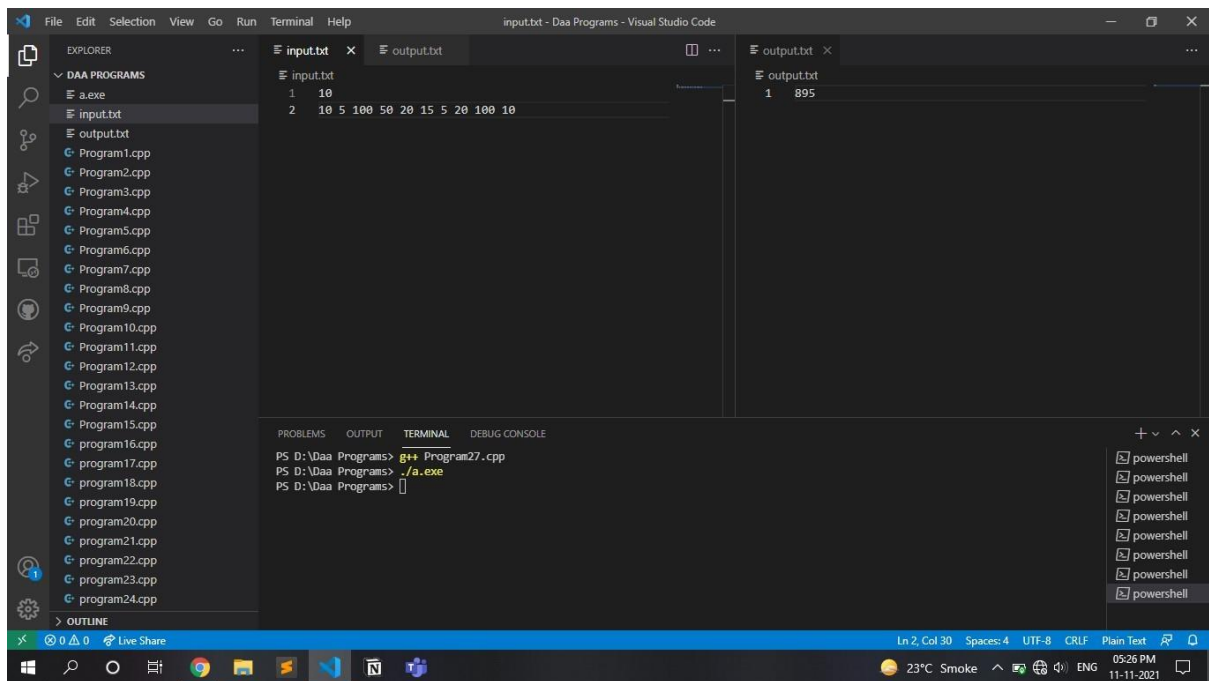 File Edit Selection View Go Run Terminal Help
input.txt - Daa Programs - Visual Studio Code
EXPLORER
DAA PROGRAMS
a.exe
input.txt
output.txt
Program1.cpp
Program2.cpp
Program3.cpp
Program4.cpp
Program5.cpp
Program6.cpp
Program7.cpp
Program8.cpp
Program9.cpp
Program10.cpp
Program11.cpp
Program12.cpp
Program13.cpp
Program14.cpp
Program15.cpp
program16.cpp
program17.cpp
program18.cpp
program19.cpp
program20.cpp
program21.cpp
program22.cpp
program23.cpp
program24.cpp
OUTLINE
input.txt output.txt
input.txt
1 10
2 10 5 100 50 20 15 5 20 100 10
output.txt
output.txt
1 895
PROBLEMS OUTPUT TERMINAL DEBUG CONSOLE
PS D:\Daa Programs> g++ Program27.cpp
PS D:\Daa Programs> ./a.exe
PS D:\Daa Programs>
powershell
powershell
powershell
powershell
powershell
powershell
powershell
powershell
1
0 0 Live Share
Ln 2, Col 30 Spaces: 4 UTF-8 CRLF Plain Text
23°C Smoke ENG
05:26 PM
11-11-2021